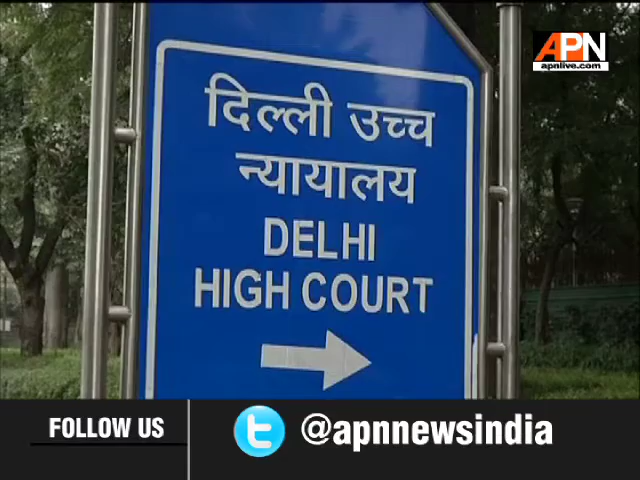 APN
apnlive.com
दिल्ली उच्च
न्यायालय
DELHI
HIGH COURT
FOLLOW US
@apnnewsindia